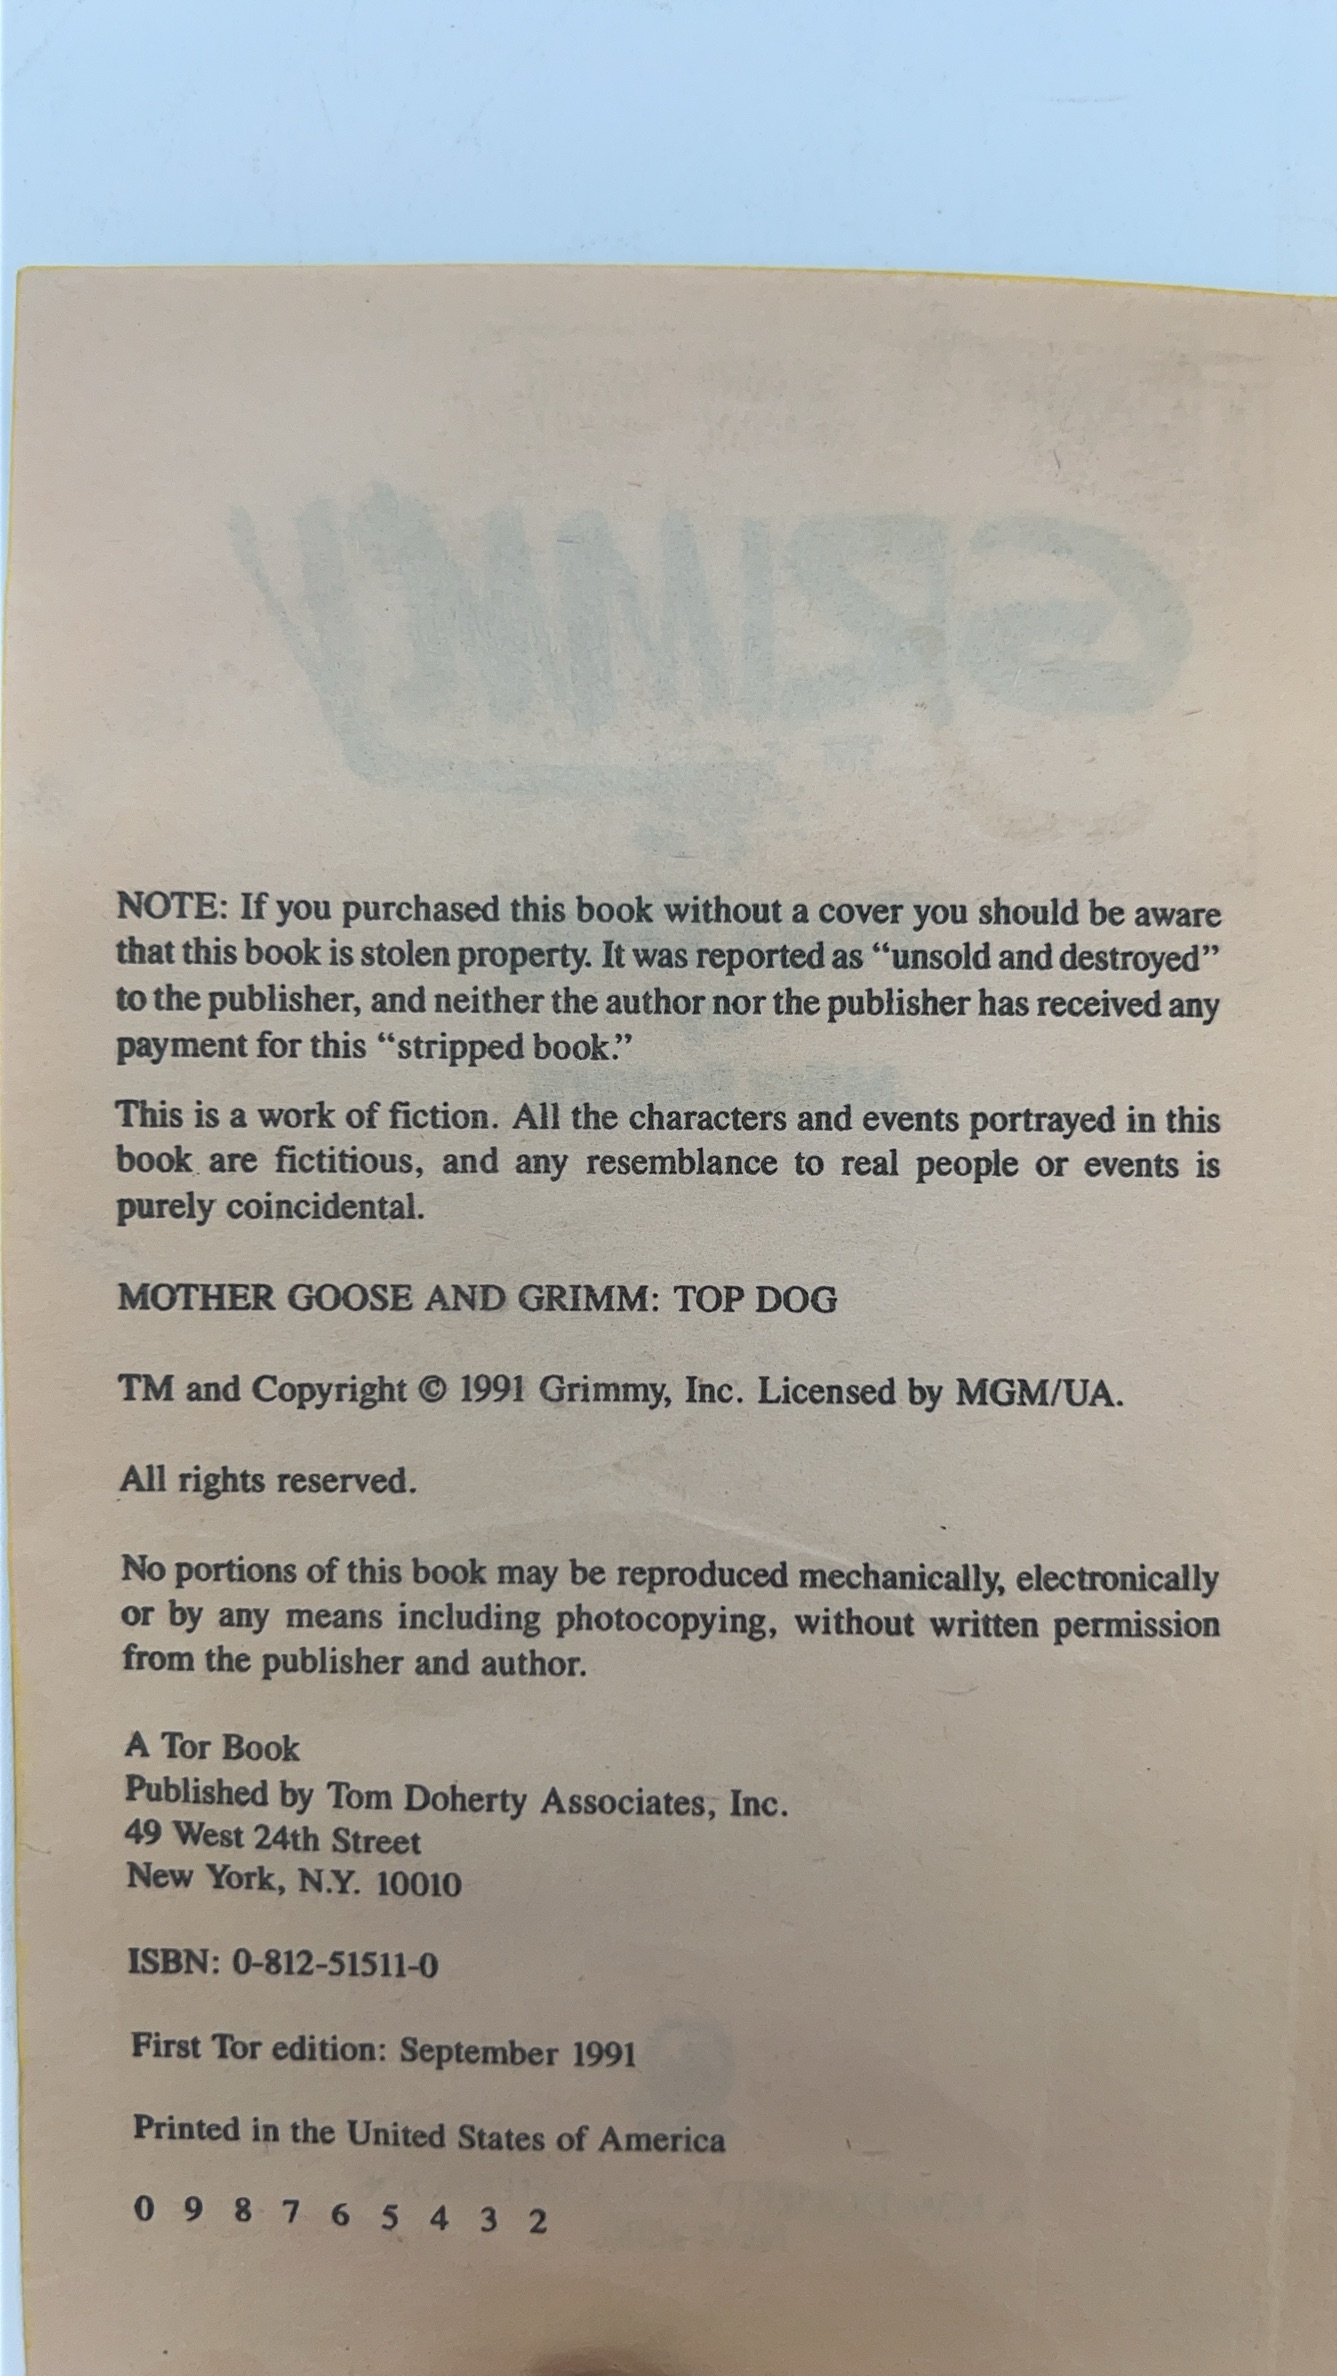 NOTE: If you purchased this book without a cover you should be aware
that this book is stolen property. It was reported as “unsold and destroyed”
to the publisher, and neither the author nor the publisher has received any
payment for this “stripped book.”
This is a work of fiction. All the characters and events portrayed in this
book are fictitious, and any resemblance to real people or events is
purely coincidental.
MOTHER GOOSE AND GRIMM: TOP DOG
TM and Copyright © 1991 Grimmy, Inc. Licensed by MGM/UA.
All rights reserved.
No portions of this book may be reproduced mechanically, electronically
or by any means including photocopying, without written permission
from the publisher and author.
A Tor Book
Published by Tom Doherty Associates, Inc.
49 West 24th Street
New York, N.Y. 10010
ISBN: 0-812-51511-0
First Tor edition: September 1991
Printed in the United States of America
0 9 8 7 6 5 4 3 2